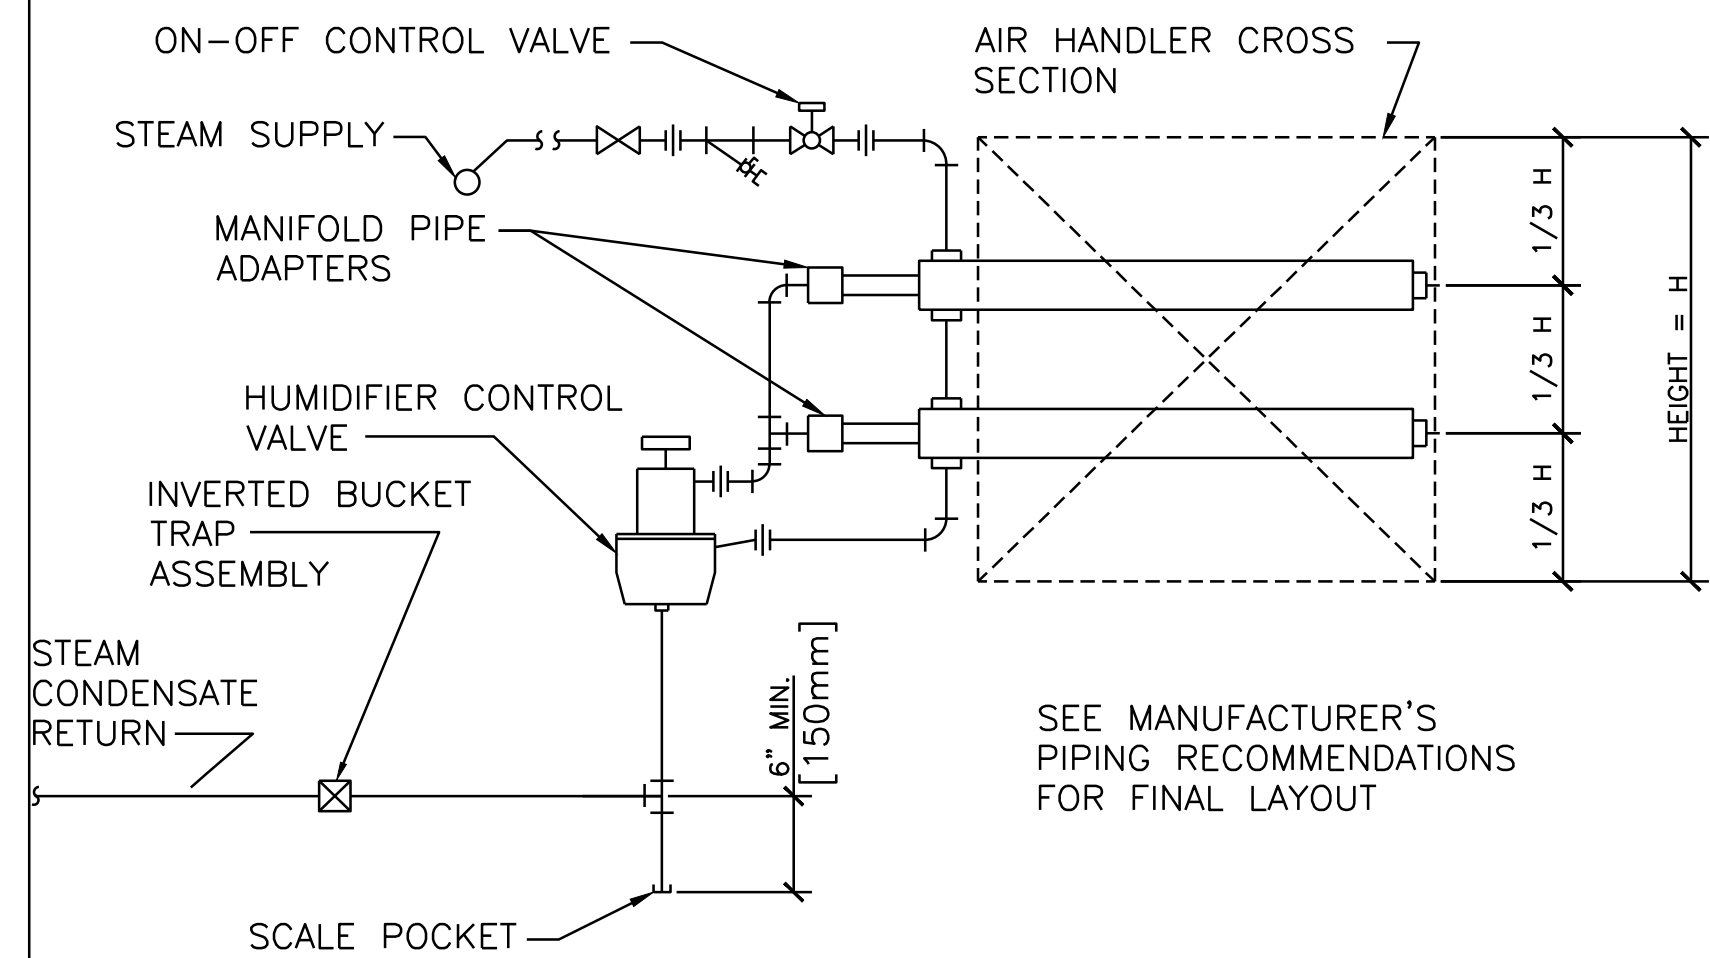 ON-OFF CONTROL VALVE
AIR HANDLER CROSS
SECTION
STEAM SUPPLY
MANIFOLD PIPE
ADAPTERS
1/3 H
1/3 H
1/3 H
HEIGHT = H
HUMIDIFIER CONTROL
VALVE
INVERTED BUCKET
TRAP
ASSEMBLY
STEAM
CONDENSATE
RETURN
6" MIN.
[150mm]
SEE MANUFACTURER'S
PIPING RECOMMENDATIONS
FOR FINAL LAYOUT
SCALE POCKET